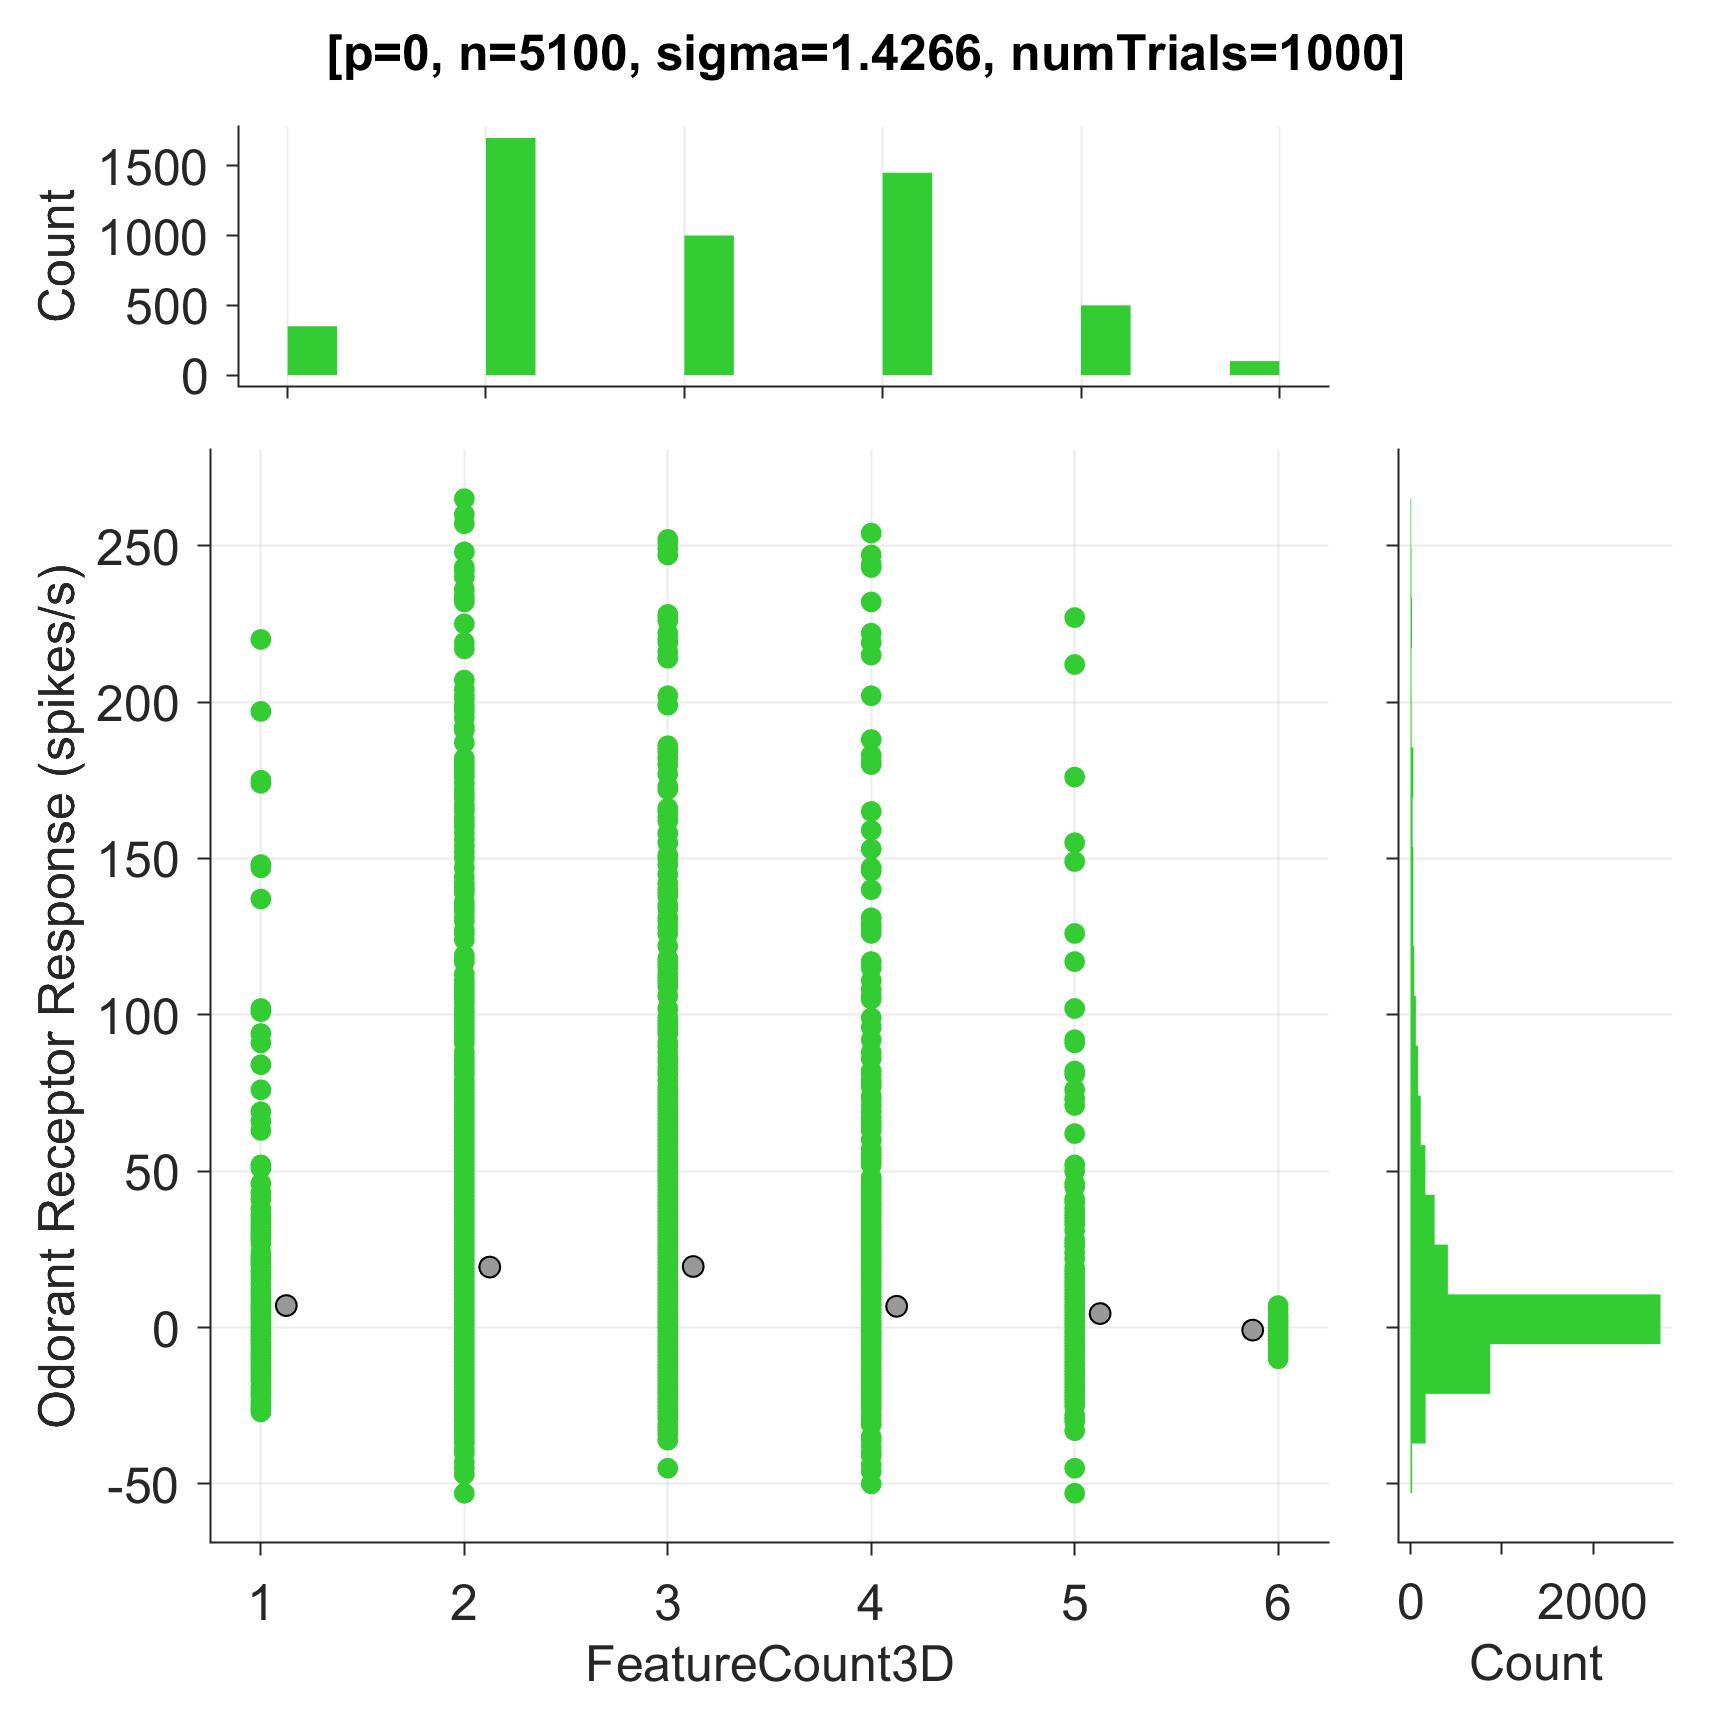 [p=0, n=5100, sigma=1.4266, numTrials=1000]
Count
1500
1000
500
0
Odorant Receptor Response (spikes/s)
250
200
150
100
50
0
-50
1 2 3 4 5 6
FeatureCount3D
0 2000
Count